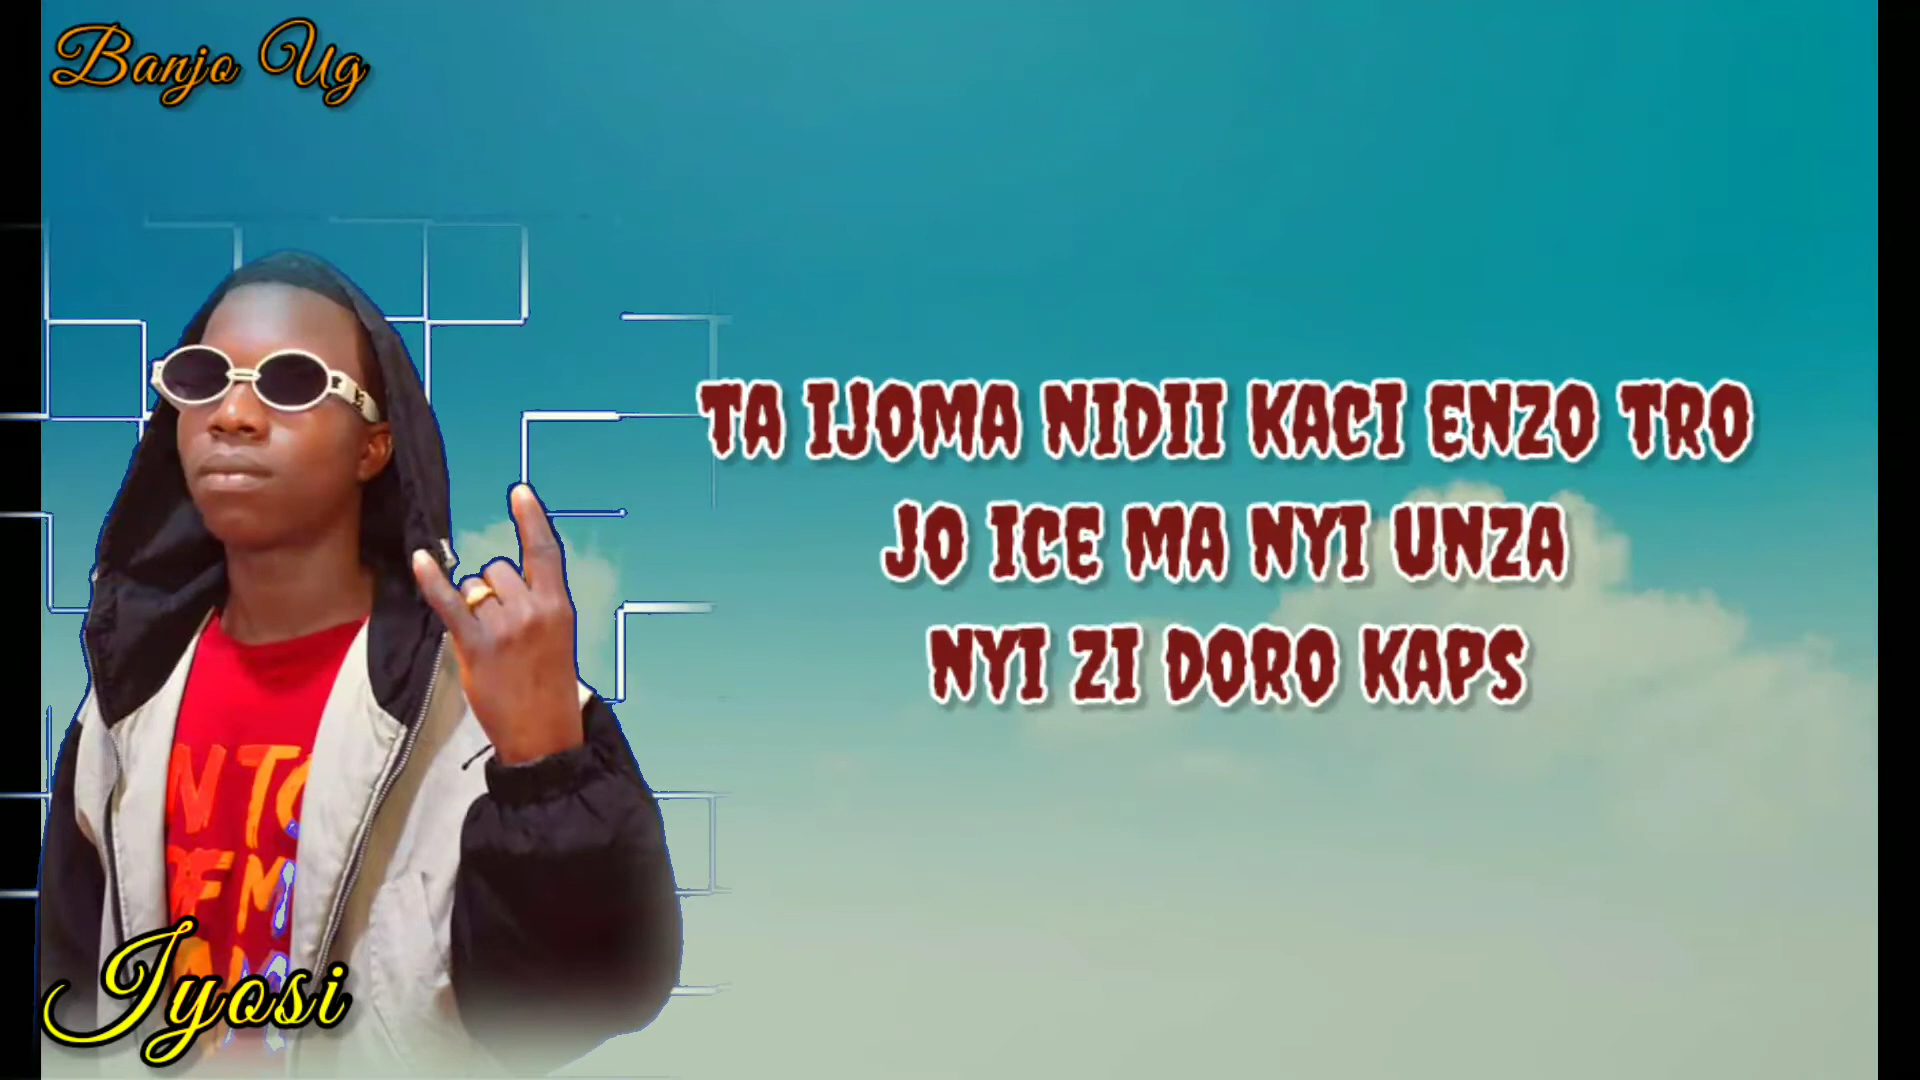 Banjo Ug
TA IJOMA NIDII KACI ENZO TRO
JO ICE MA NYI UNZA
NYI ZI DORO KAPS
Iyosi